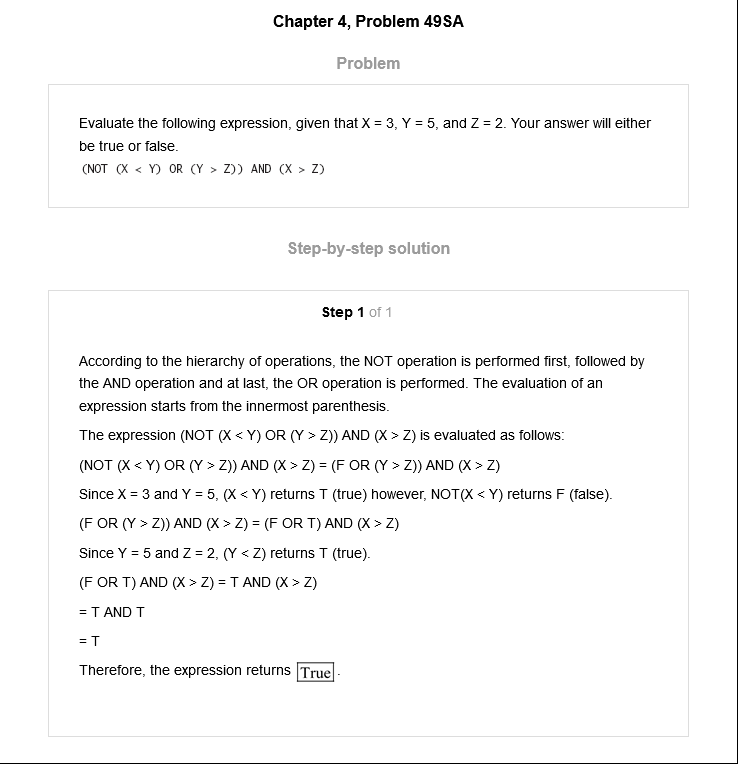 Chapter 4, Problem 49SA
Problem
Evaluate the following expression, given that X = 3, Y = 5, and Z = 2. Your answer will either
be true or false.
(NOT (X < Y) OR (Y > Z)) AND (X > Z)
Step-by-step solution
Step 1 of 1
According to the hierarchy of operations, the NOT operation is performed first, followed by
the AND operation and at last, the OR operation is performed. The evaluation of an
expression starts from the innermost parenthesis.
The expression (NOT (X < Y) OR (Y > Z)) AND (X > Z) is evaluated as follows:
(NOT (X < Y) OR (Y > Z)) AND (X > Z) = (F OR (Y > Z)) AND (X > Z)
Since X = 3 and Y = 5, (X < Y) returns T (true) however, NOT(X < Y) returns F (false).
(F OR (Y > Z)) AND (X > Z) = (F OR T) AND (X > Z)
Since Y = 5 and Z = 2, (Y < Z) returns T (true).
(F OR T) AND (X > Z) = T AND (X > Z)
= T AND T
= T
Therefore, the expression returns True.